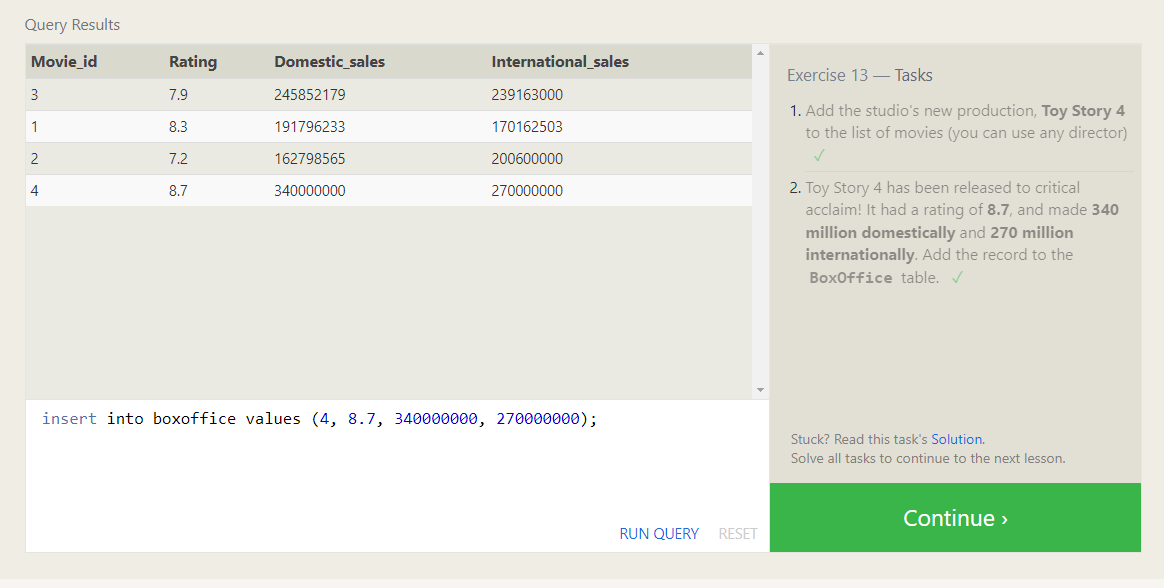 Query Results
Movie_id Rating Domestic_sales International_sales
3 7.9 245852179 239163000
1 8.3 191796233 170162503
2 7.2 162798565 200600000
4 8.7 340000000 270000000
insert into boxoffice values (4, 8.7, 340000000, 270000000);
RUN QUERY RESET
Exercise 13 — Tasks
1. Add the studio's new production, Toy Story 4
to the list of movies (you can use any director)
✓
2. Toy Story 4 has been released to critical
acclaim! It had a rating of 8.7, and made 340
million domestically and 270 million
internationally. Add the record to the
BoxOffice table. ✓
Stuck? Read this task's Solution.
Solve all tasks to continue to the next lesson.
Continue ›